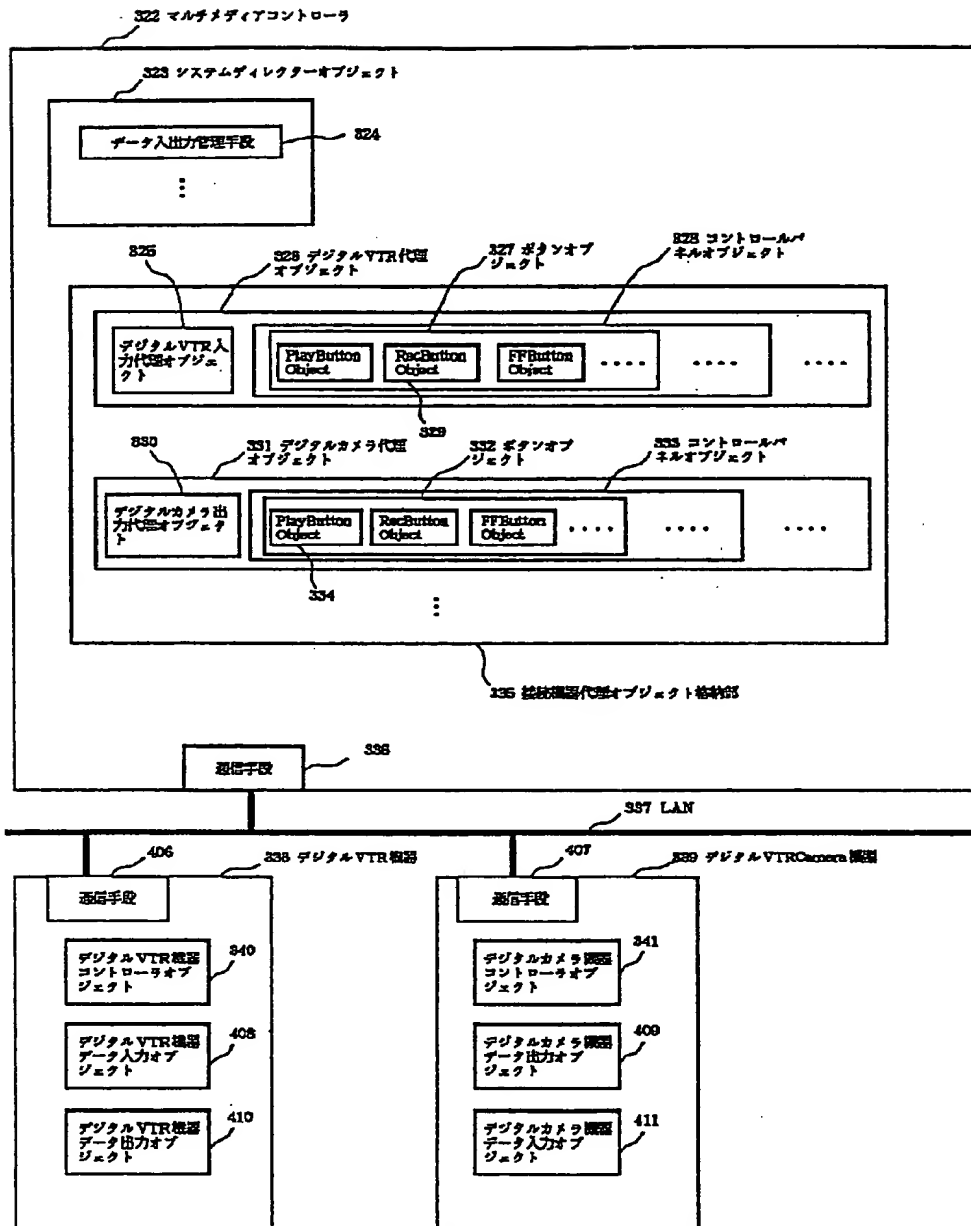 322 マルチメディアコントローラ
323 システムディレクターオブジェクト
324
データ入出力管理手段
325
326 デジタルVTR代理
オブジェクト
327 ボタンオブ
ジェクト
328 コントロールパ
ネルオブジェクト
デジタルVTR入
力代理オブジェ
クト
PlayButton
Object
RecButton
Object
FFButton
Object
329
330
331 デジタルカメラ代理
オブジェクト
332 ボタンオブ
ジェクト
333 コントロールパ
ネルオブジェクト
デジタルカメラ出
力代理オブジェク
ト
PlayButton
Object
RecButton
Object
FFButton
Object
334
335 接続機器代理オブジェクト格納部
336
通信手段
337 LAN
406
338 デジタルVTR機器
407
339 デジタルVTRCamera機器
通信手段
通信手段
デジタルVTR機器
コントローラオブ
ジェクト
340
デジタルカメラ機器
コントローラオブ
ジェクト
341
デジタルVTR機器
データ入力オブ
ジェクト
408
デジタルカメラ機器
データ出力オブ
ジェクト
409
デジタルVTR機器
データ出力オブ
ジェクト
410
デジタルカメラ機器
データ入力オブ
ジェクト
411